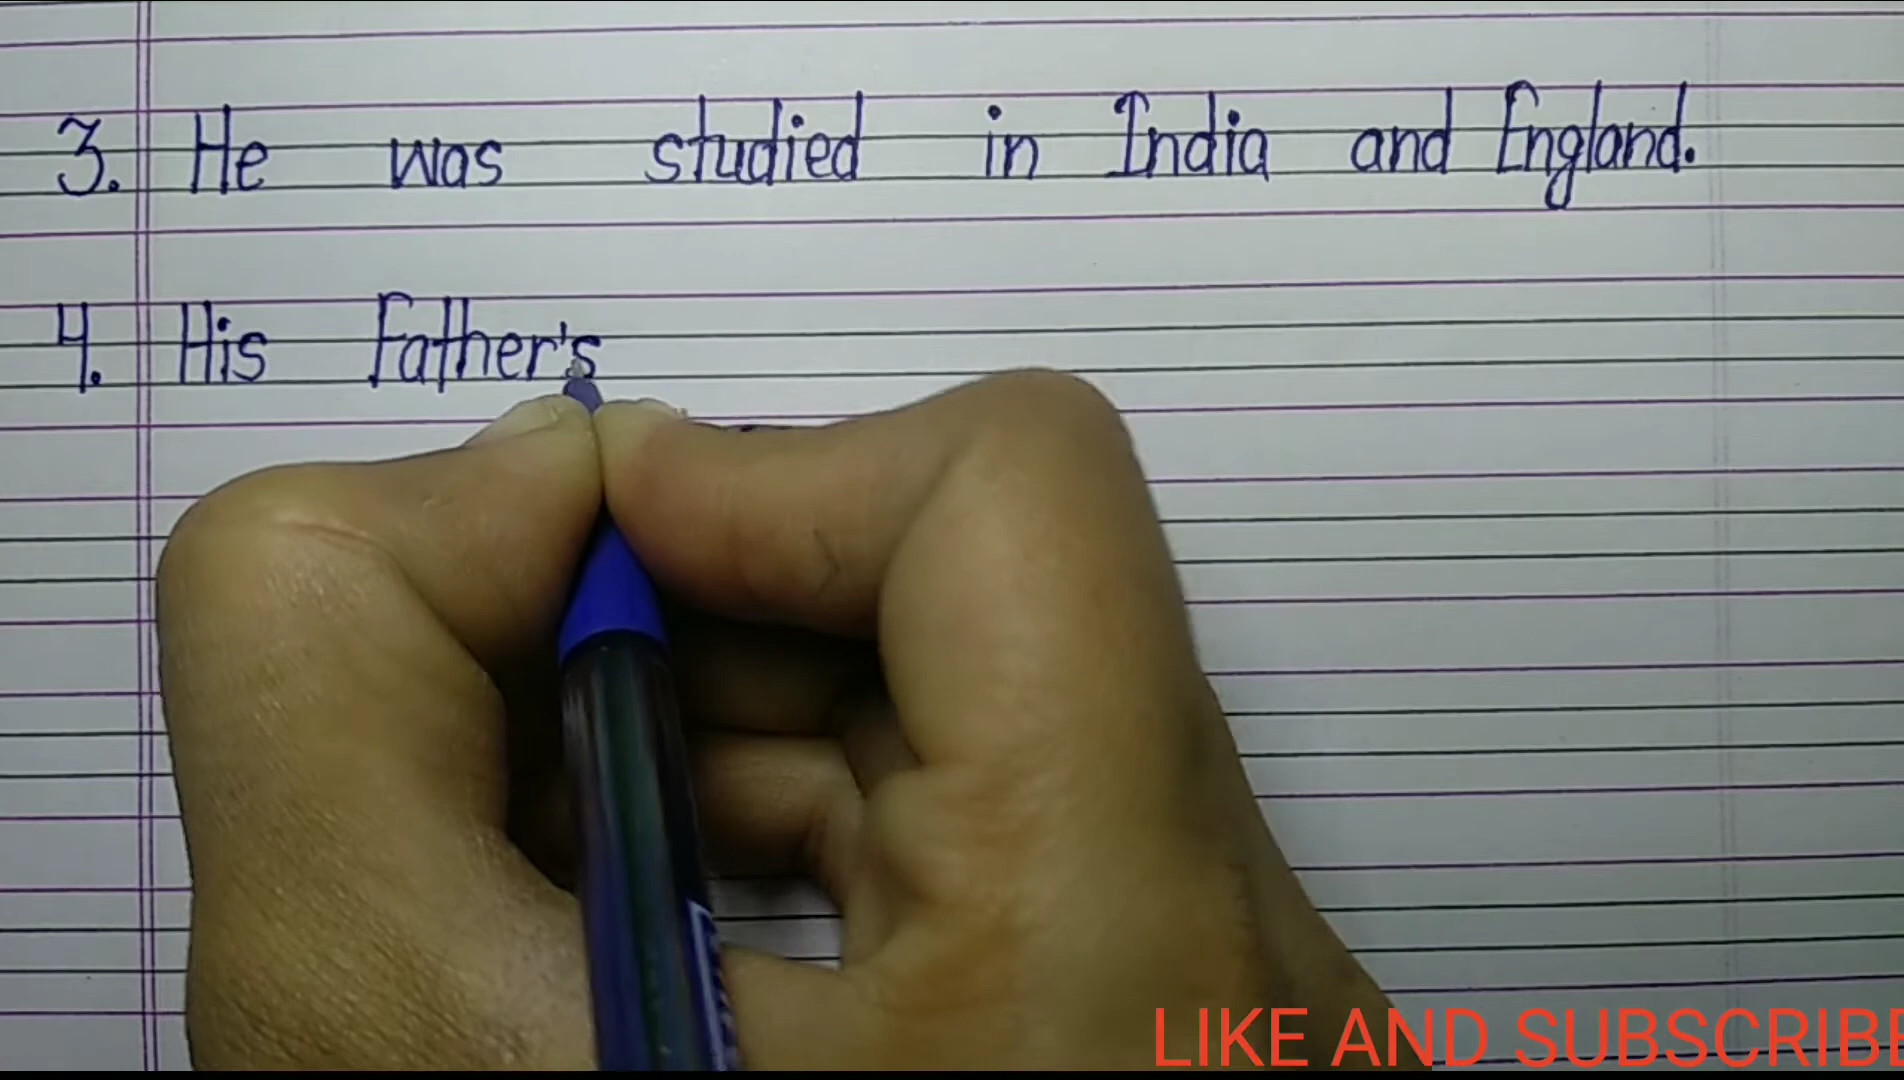 3. He was studied in India and England.
4. His Father's
LIKE AND SUBSCRIBE